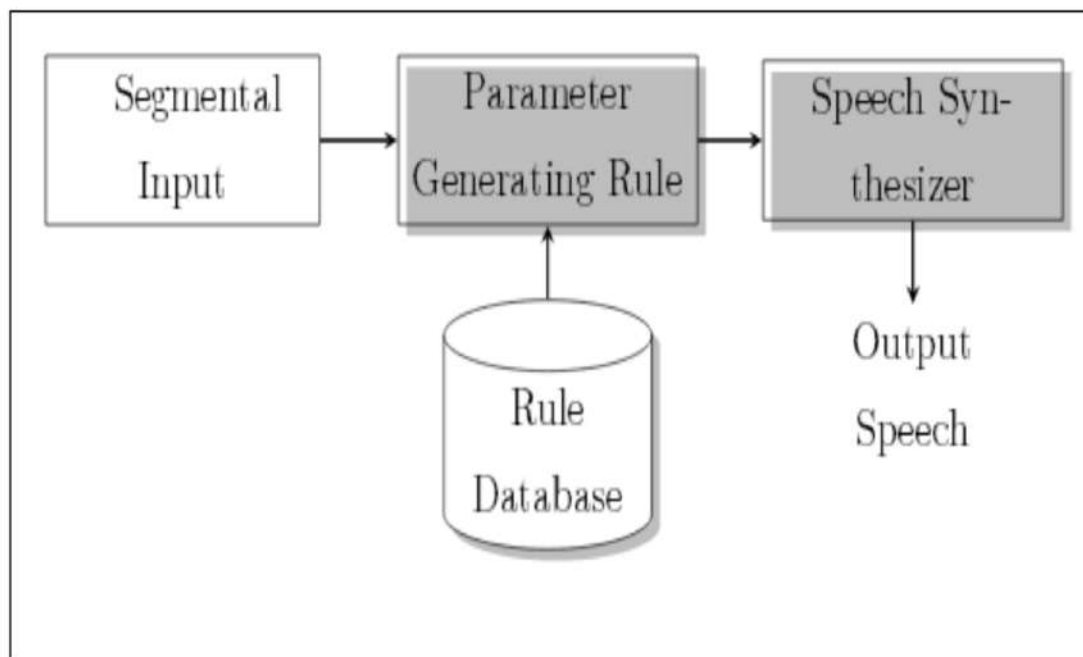 Segmental
Input
Parameter
Generating Rule
Speech Syn-
thesizer
Rule
Database
Output
Speech